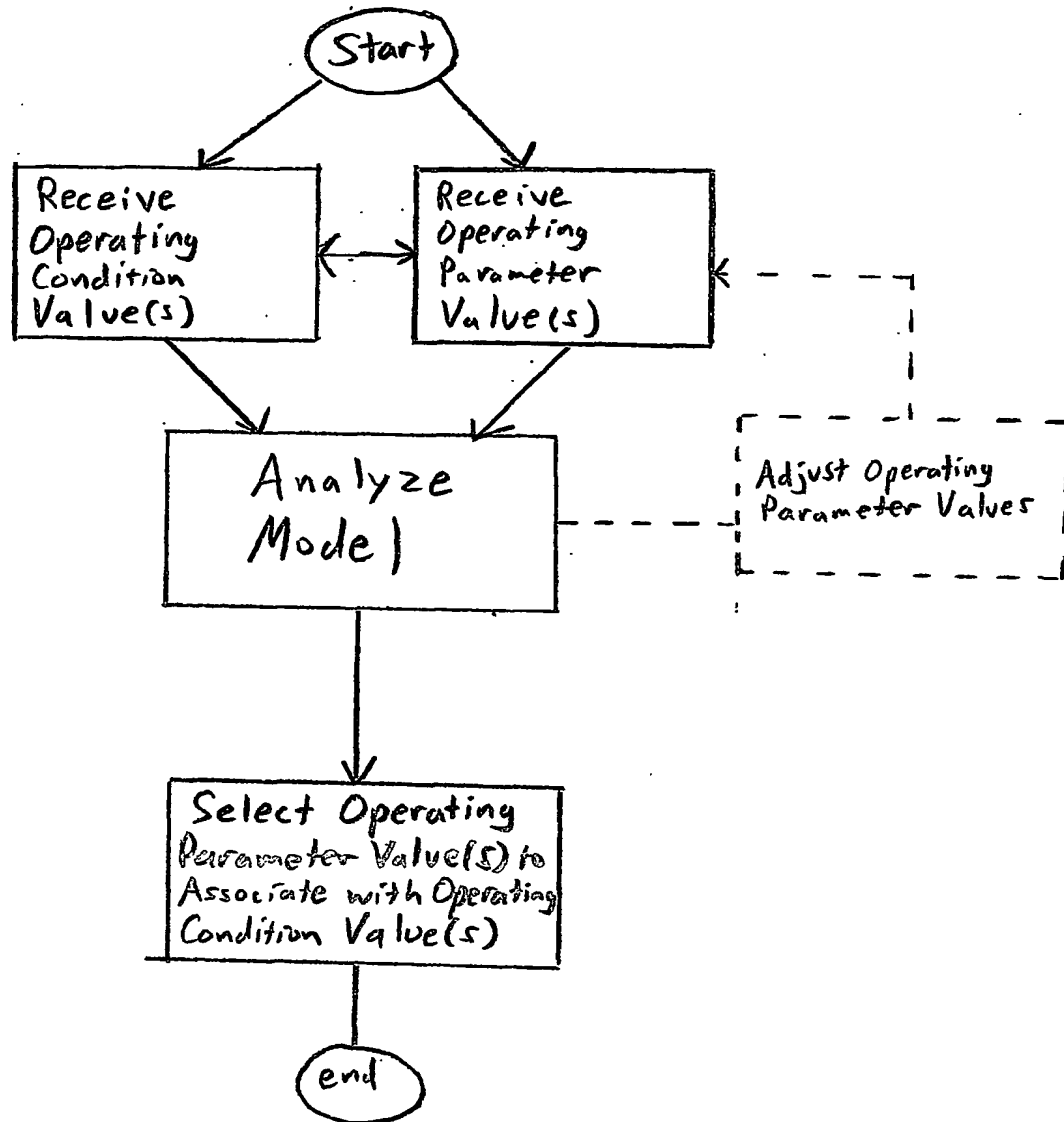 Start
Receive
Operating
Condition
Value(s)
Receive
Operating
Parameter
Value(s)
Analyze
Model
Adjust Operating
Parameter Values
Select Operating
Parameter Value(s) to
Associate with Operating
Condition Value(s)
end